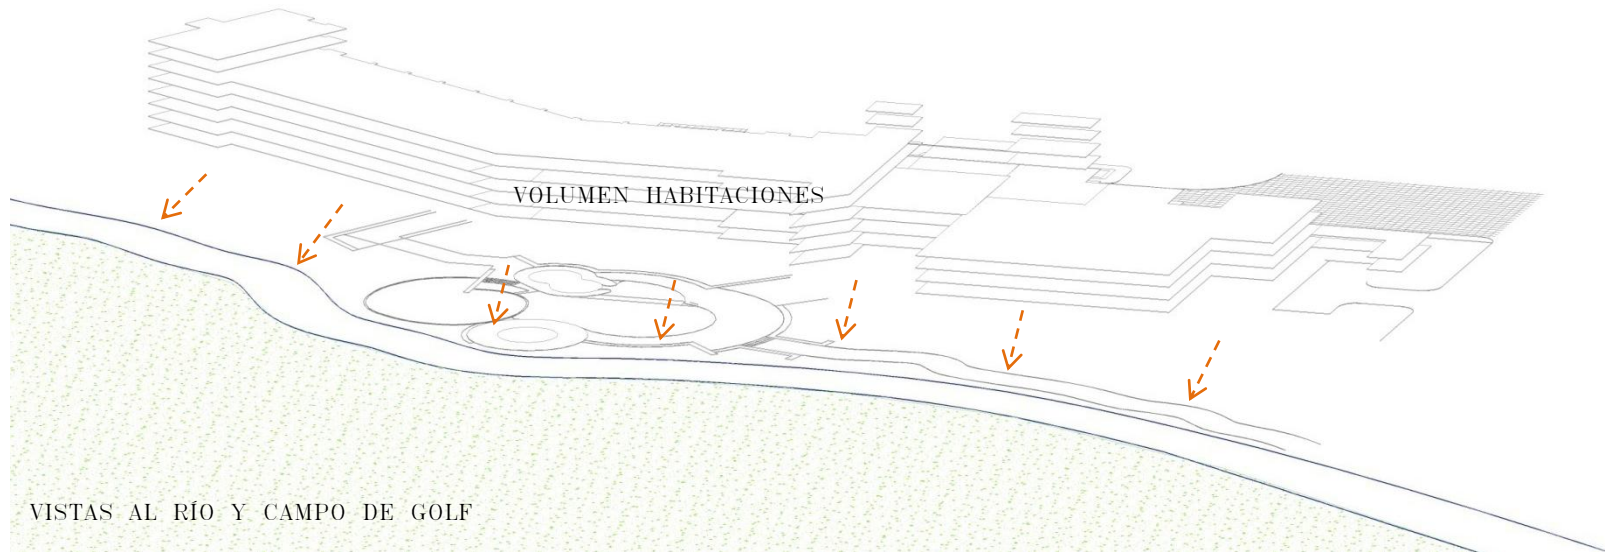 VOLUMEN HABITACIONES
VISTAS AL RÍO Y CAMPO DE GOLF